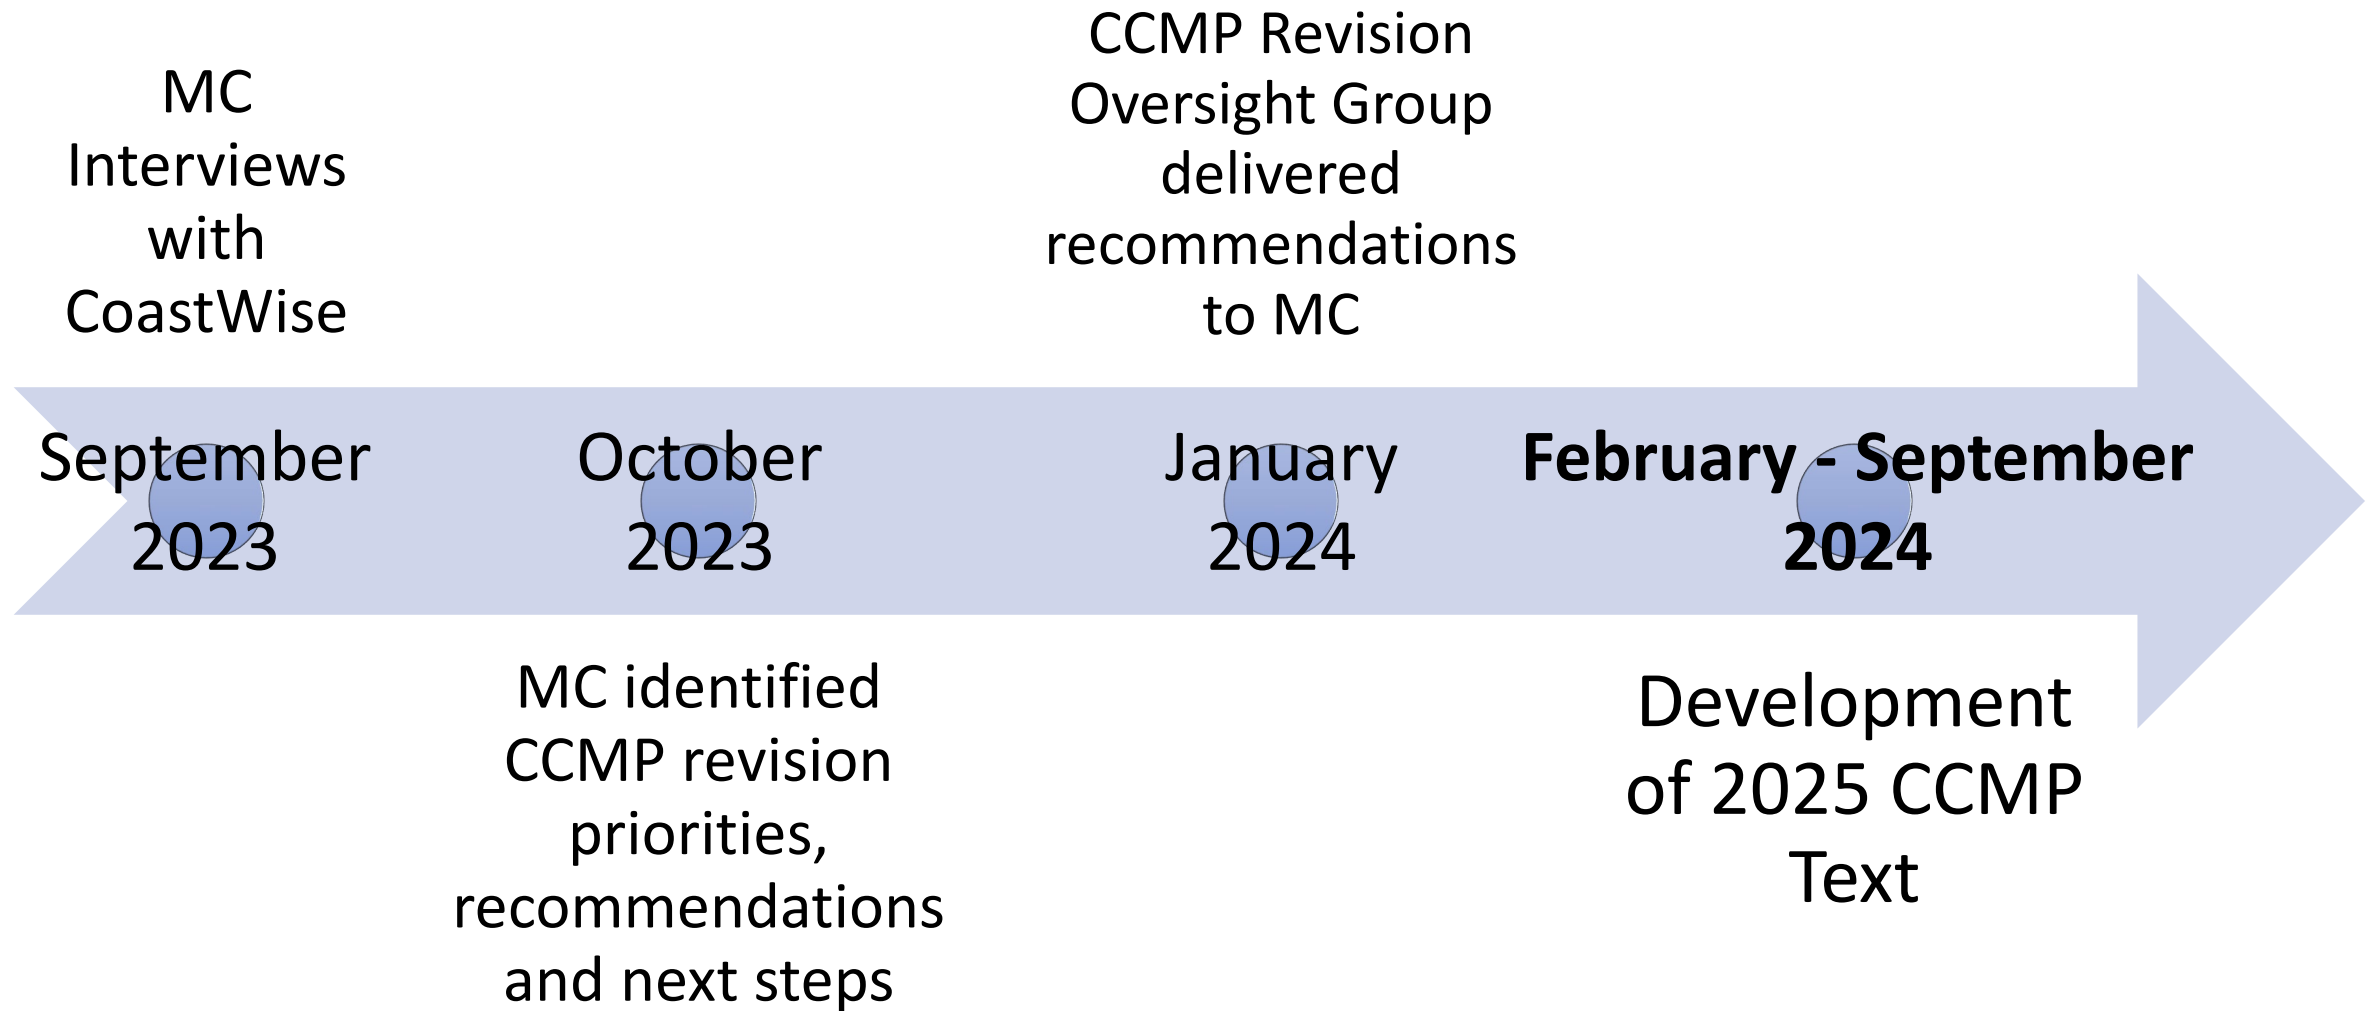 MC
Interviews
with
CoastWise
September
2023
October
2023
MC identified
CCMP revision
priorities,
recommendations
and next steps
CCMP Revision
Oversight Group
delivered
recommendations
to MC
January
2024
February - September
2024
Development
of 2025 CCMP
Text